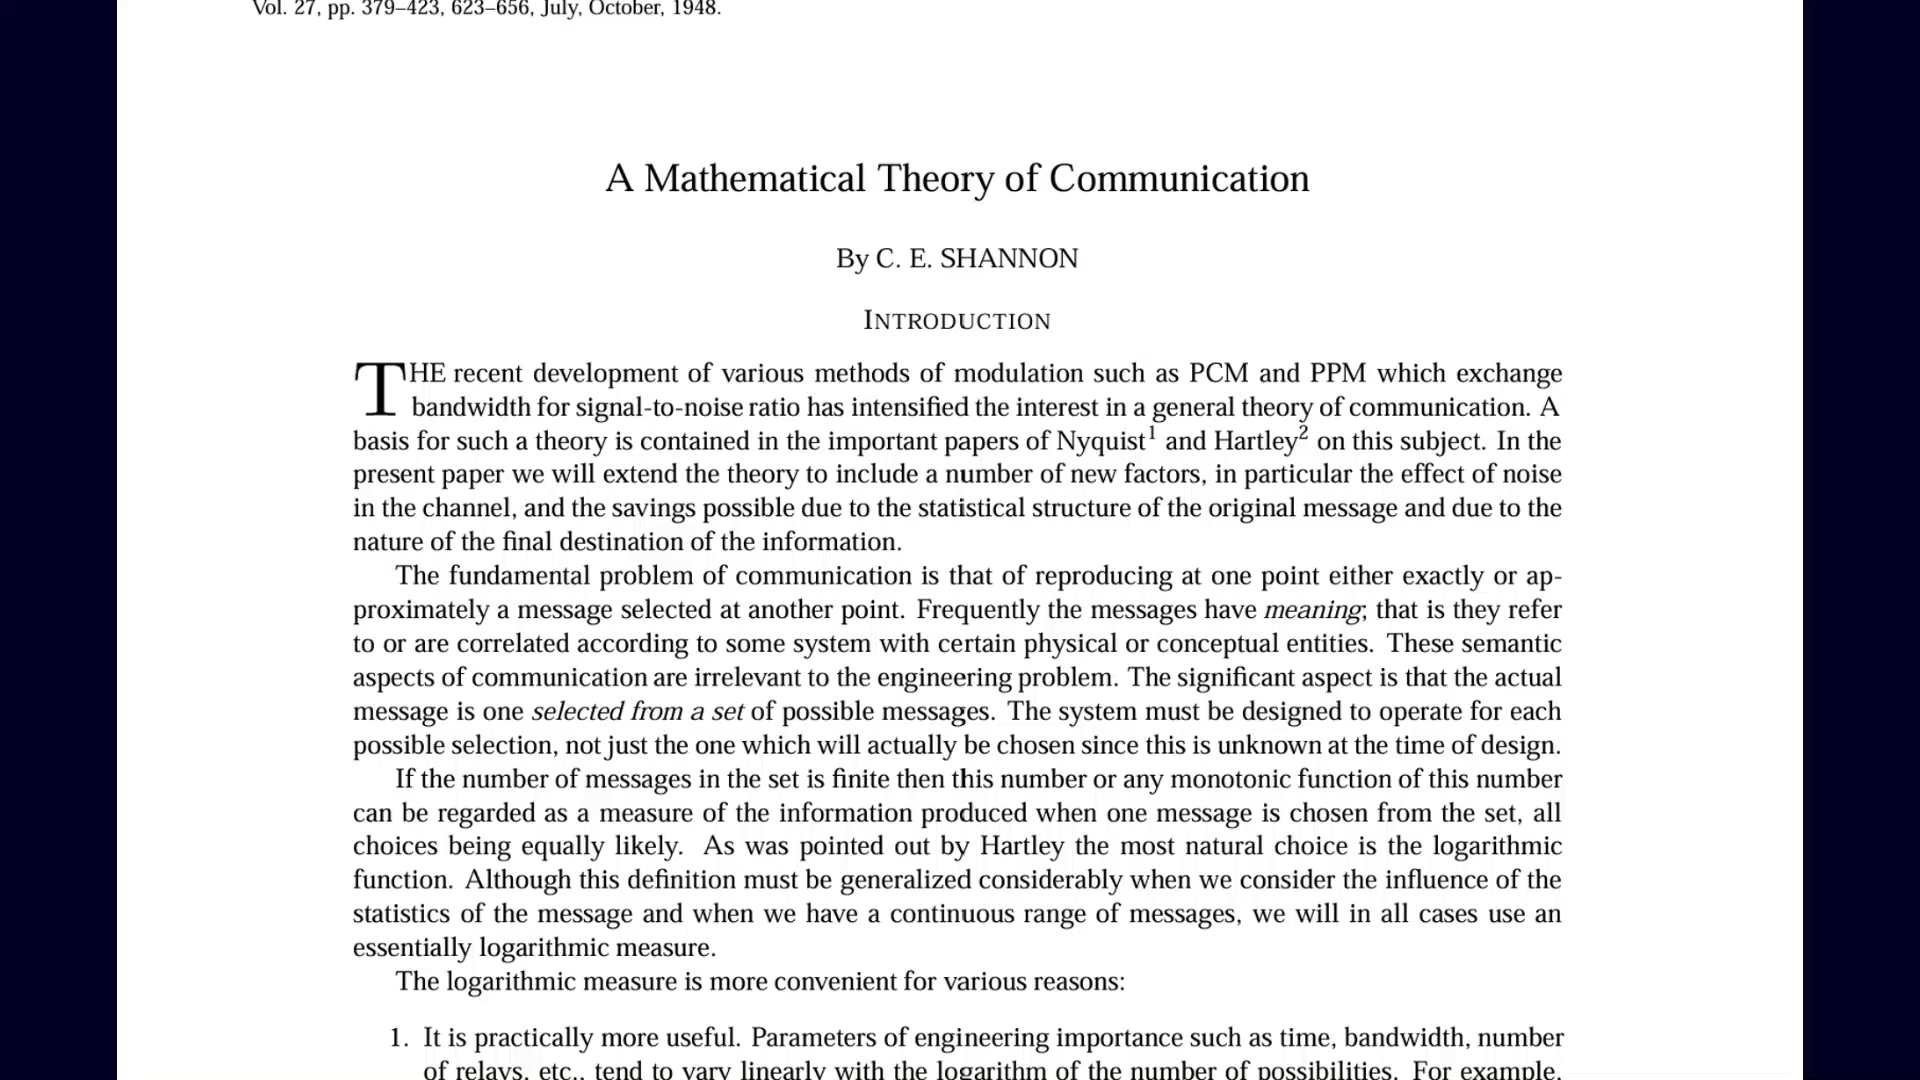 Vol. 27, pp. 379–423, 623–656, July, October, 1948.
A Mathematical Theory of Communication
By C. E. SHANNON
INTRODUCTION
THE recent development of various methods of modulation such as PCM and PPM which exchange
bandwidth for signal-to-noise ratio has intensified the interest in a general theory of communication. A
basis for such a theory is contained in the important papers of Nyquist¹ and Hartley² on this subject. In the
present paper we will extend the theory to include a number of new factors, in particular the effect of noise
in the channel, and the savings possible due to the statistical structure of the original message and due to the
nature of the final destination of the information.
The fundamental problem of communication is that of reproducing at one point either exactly or ap-
proximately a message selected at another point. Frequently the messages have meaning; that is they refer
to or are correlated according to some system with certain physical or conceptual entities. These semantic
aspects of communication are irrelevant to the engineering problem. The significant aspect is that the actual
message is one selected from a set of possible messages. The system must be designed to operate for each
possible selection, not just the one which will actually be chosen since this is unknown at the time of design.
If the number of messages in the set is finite then this number or any monotonic function of this number
can be regarded as a measure of the information produced when one message is chosen from the set, all
choices being equally likely. As was pointed out by Hartley the most natural choice is the logarithmic
function. Although this definition must be generalized considerably when we consider the influence of the
statistics of the message and when we have a continuous range of messages, we will in all cases use an
essentially logarithmic measure.
The logarithmic measure is more convenient for various reasons:
1. It is practically more useful. Parameters of engineering importance such as time, bandwidth, number
of relays, etc., tend to vary linearly with the logarithm of the number of possibilities. For example,